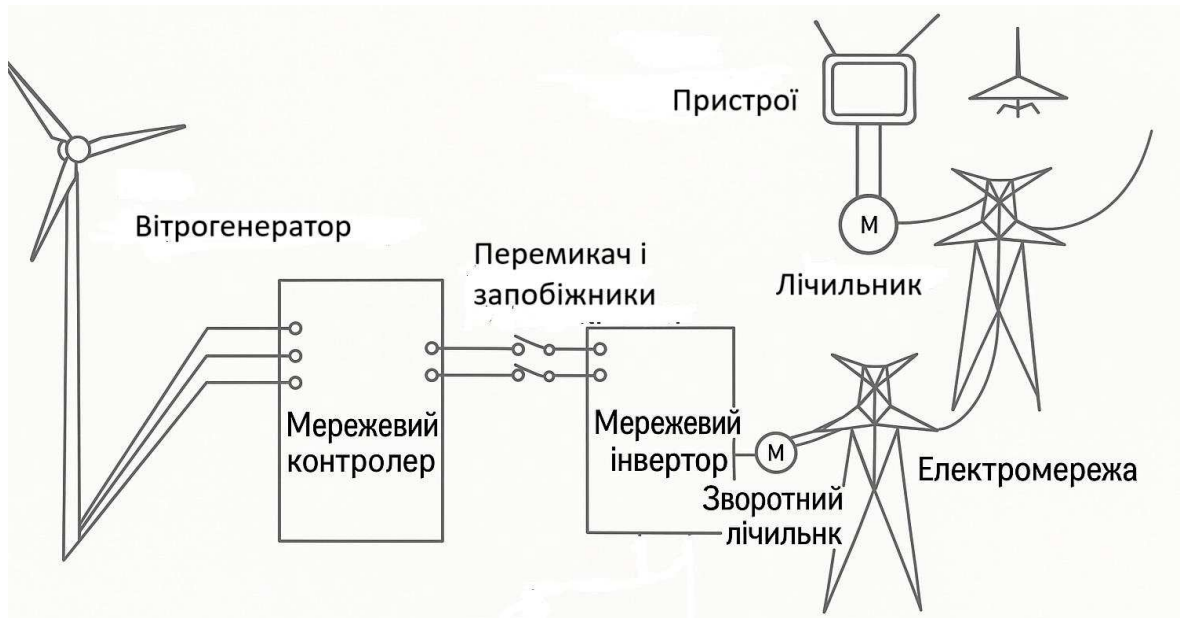 Пристрої
Вітрогенератор
Перемикач і
запобіжники
М
Лічильник
Мережевий
контролер
Мережевий
інвертор
М
Зворотний
лічильнк
Електромережа